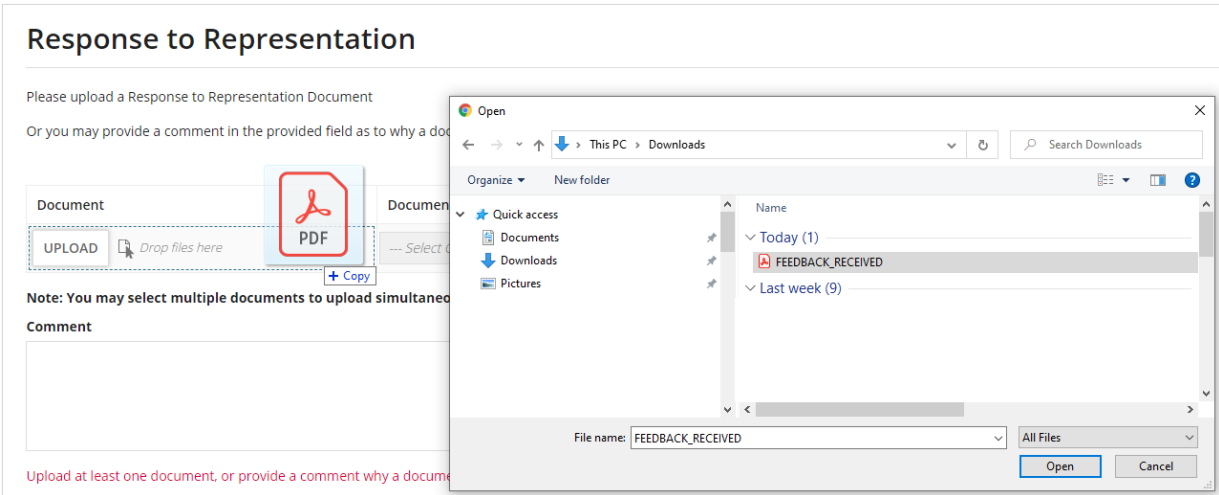 Response to Representation
Please upload a Response to Representation Document
Or you may provide a comment in the provided field as to why a doc
Document
Documen
UPLOAD
Drop files here
--- Select
PDF
+ Copy
Note: You may select multiple documents to upload simultaneo
Comment
Upload at least one document, or provide a comment why a docume
Open
This PC
Downloads
Search Downloads
Organize
New folder
Quick access
Documents
Downloads
Pictures
Name
Today (1)
FEEDBACK_RECEIVED
Last week (9)
File name:
FEEDBACK_RECEIVED
All Files
Open
Cancel